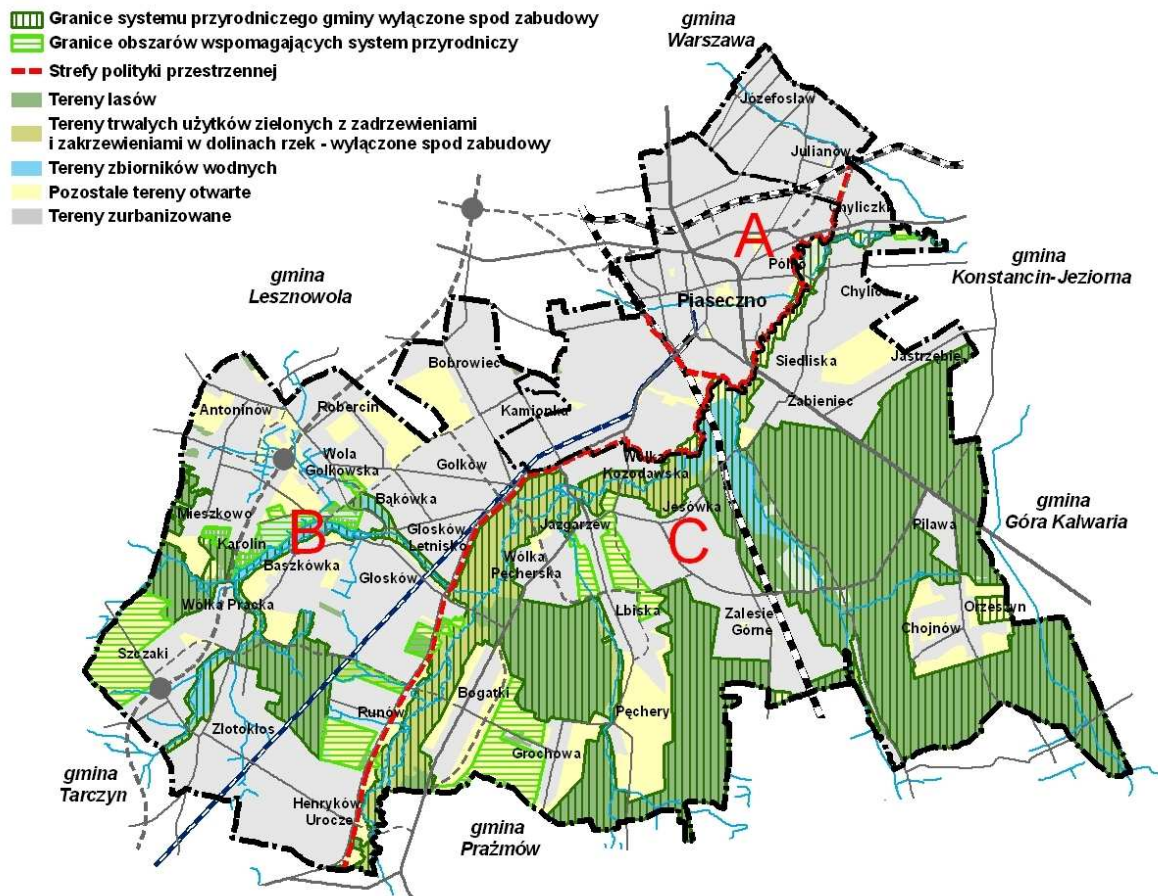 Granice systemu przyrodniczego gminy wyłączone spod zabudowy
Granice obszarów wspomagających system przyrodniczy
Strefy polityki przestrzennej
Tereny lasów
Tereny trwałych użytków zielonych z zadrzewieniami
i zakrzewieniami w dolinach rzek - wyłączone spod zabudowy
Tereny zbiorników wodnych
Pozostałe tereny otwarte
Tereny zurbanizowane
gmina
Warszawa
Józefosław
Julianów
Chyliczki
A
gmina
Konstancin-Jeziorna
gmina
Lesznowola
Piaseczno
Siedliska
Jastrzębie
Bobrowiec
Żabieniec
Antoninów
Robercin
Kamionka
Wola
Gołkowska
Gołków
Wólka
Kozodawska
Bąkówka
Jesówka
gmina
Góra Kalwaria
Mieszkowo
B
Głosków
Letnisko
Jazgarzew
C
Pilawa
Karolin
Baszkówka
Głosków
Wólka
Pęcherska
Wólka Pracka
Łbiska
Zalesie
Górne
Orzeszyn
Chojnów
Szczaki
Bogatki
Runów
Pęchery
Złotokłos
Grochowa
gmina
Tarczyn
Henryków
Urocze
gmina
Prażmów